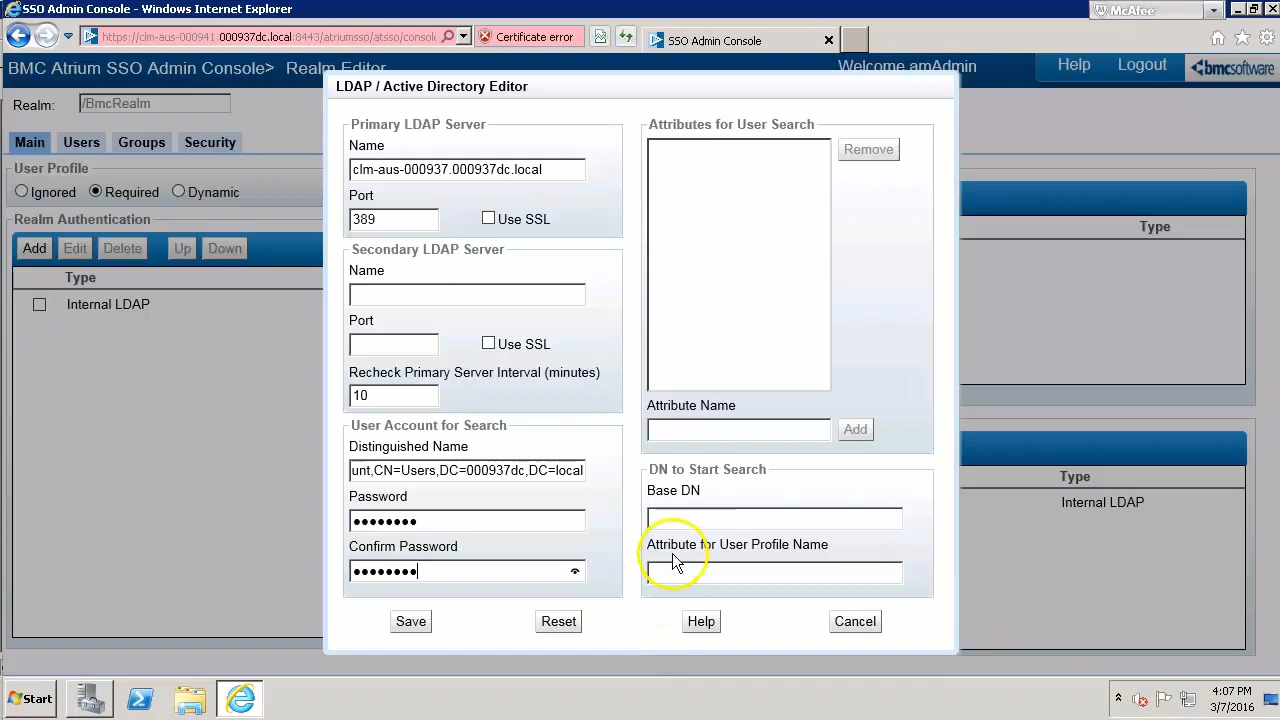 SSO Admin Console - Windows Internet Explorer
McAfee
https://clm-aus-000941.000937dc.local:8443/atriumsso/atsso/console
Certificate error
SSO Admin Console
BMC Atrium SSO Admin Console> Realm Editor
Welcome amAdmin
Help
Logout
bmcsoftware
Realm:
/BmcRealm
Main
Users
Groups
Security
User Profile
Ignored
Required
Dynamic
Realm Authentication
Add
Edit
Delete
Up
Down
Type
Internal LDAP
LDAP / Active Directory Editor
Primary LDAP Server
Name
clm-aus-000937.000937dc.local
Port
389
Use SSL
Secondary LDAP Server
Name
Port
Use SSL
Recheck Primary Server Interval (minutes)
10
User Account for Search
Distinguished Name
unt,CN=Users,DC=000937dc,DC=local
Password
●●●●●●●●
Confirm Password
●●●●●●●●
Attributes for User Search
Remove
Attribute Name
Add
DN to Start Search
Base DN
Attribute for User Profile Name
Save
Reset
Help
Cancel
Type
Type
Internal LDAP
Start
4:07 PM
3/7/2016